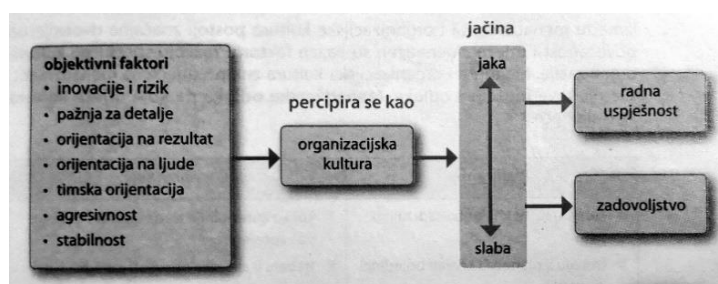 objektivni faktori
• inovacije i rizik
• pažnja za detalje
• orijentacija na rezultat
• orijentacija na ljude
• timska orijentacija
• agresivnost
• stabilnost
percipira se kao
organizacijska
kultura
jačina
jaka
slaba
radna
uspješnost
zadovoljstvo